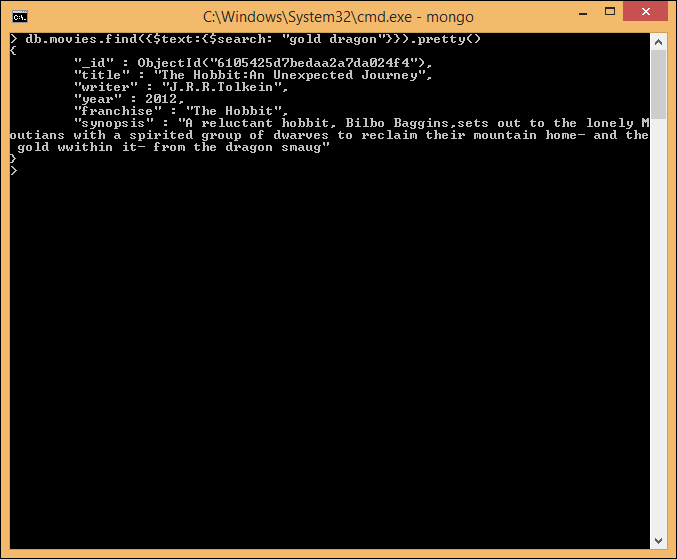 C:\Windows\System32\cmd.exe - mongo
> db.movies.find({$text:{$search: "gold dragon"}}).pretty()
{
        "_id" : ObjectId("6105425d7bedaa2a7da024f4"),
        "title" : "The Hobbit:An Unexpected Journey",
        "writer" : "J.R.R.Tolkein",
        "year" : 2012,
        "franchise" : "The Hobbit",
        "synopsis" : "A reluctant hobbit, Bilbo Baggins,sets out to the lonely M
outians with a spirited group of dwarves to reclaim their mountain home- and the
 gold wwithin it- from the dragon smaug"
}
>